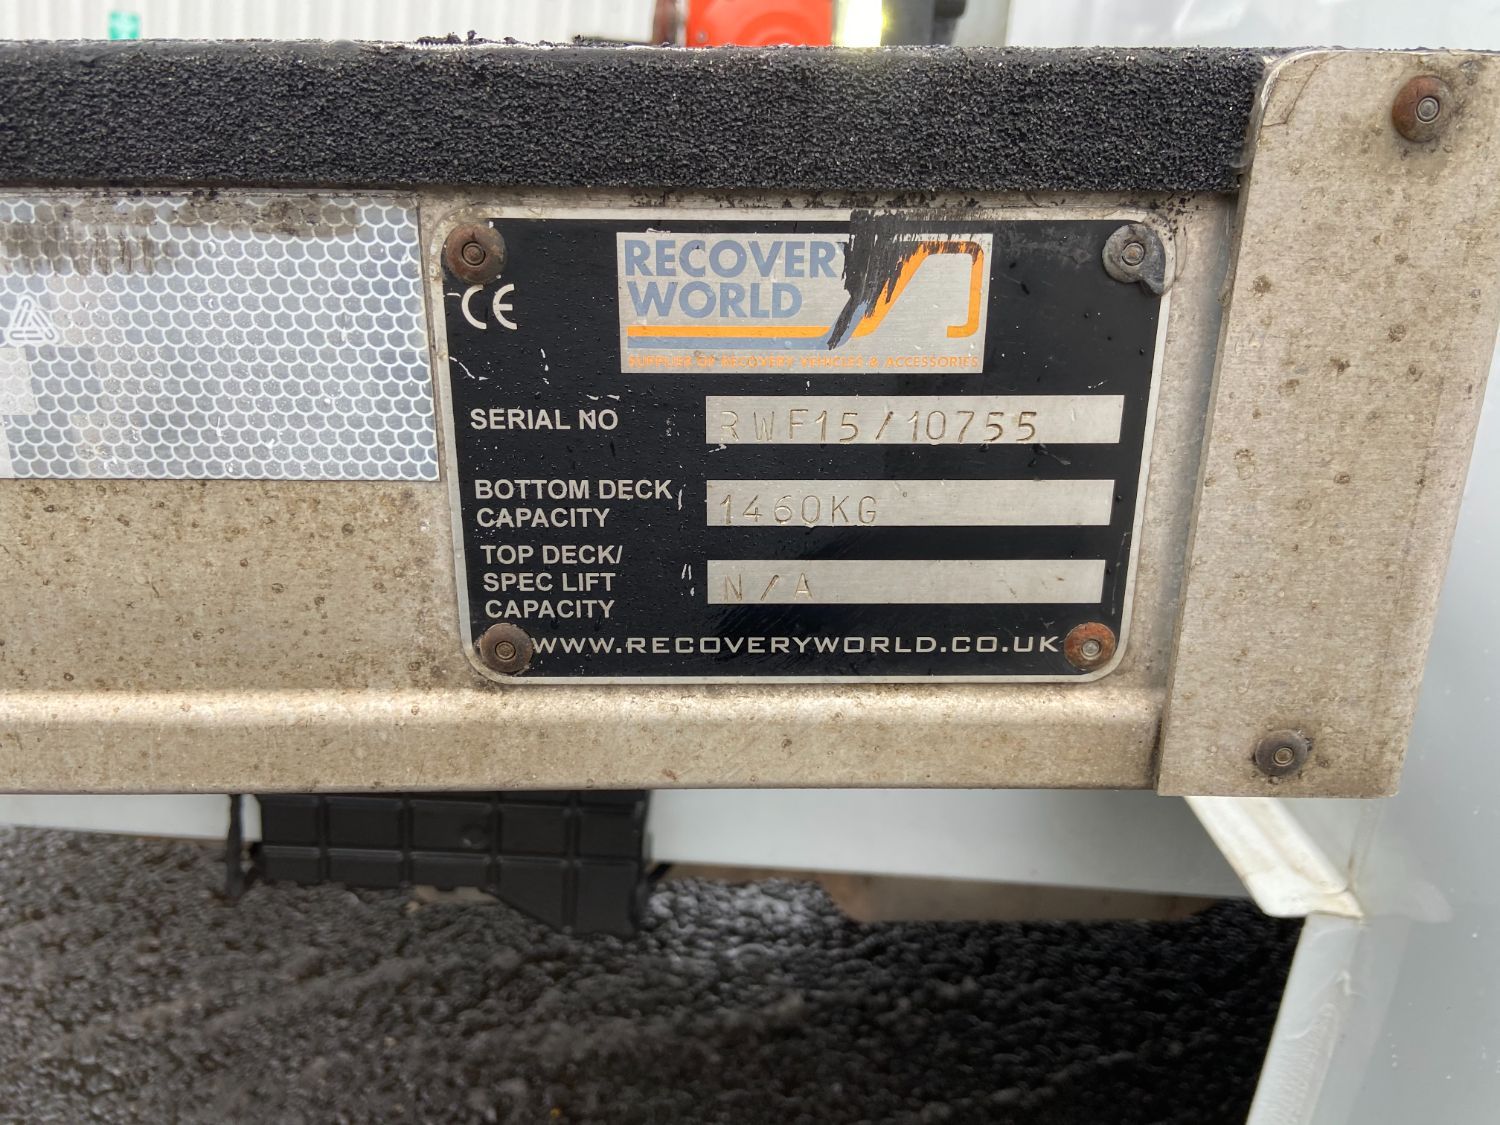 RECOVERY
WORLD
SUPPLIER OF RECOVERY VEHICLES & ACCESSORIES
CE
SERIAL NO RWF15/10755
BOTTOM DECK
CAPACITY 1460KG
TOP DECK/
SPEC LIFT N/A
CAPACITY
WWW.RECOVERYWORLD.CO.UK